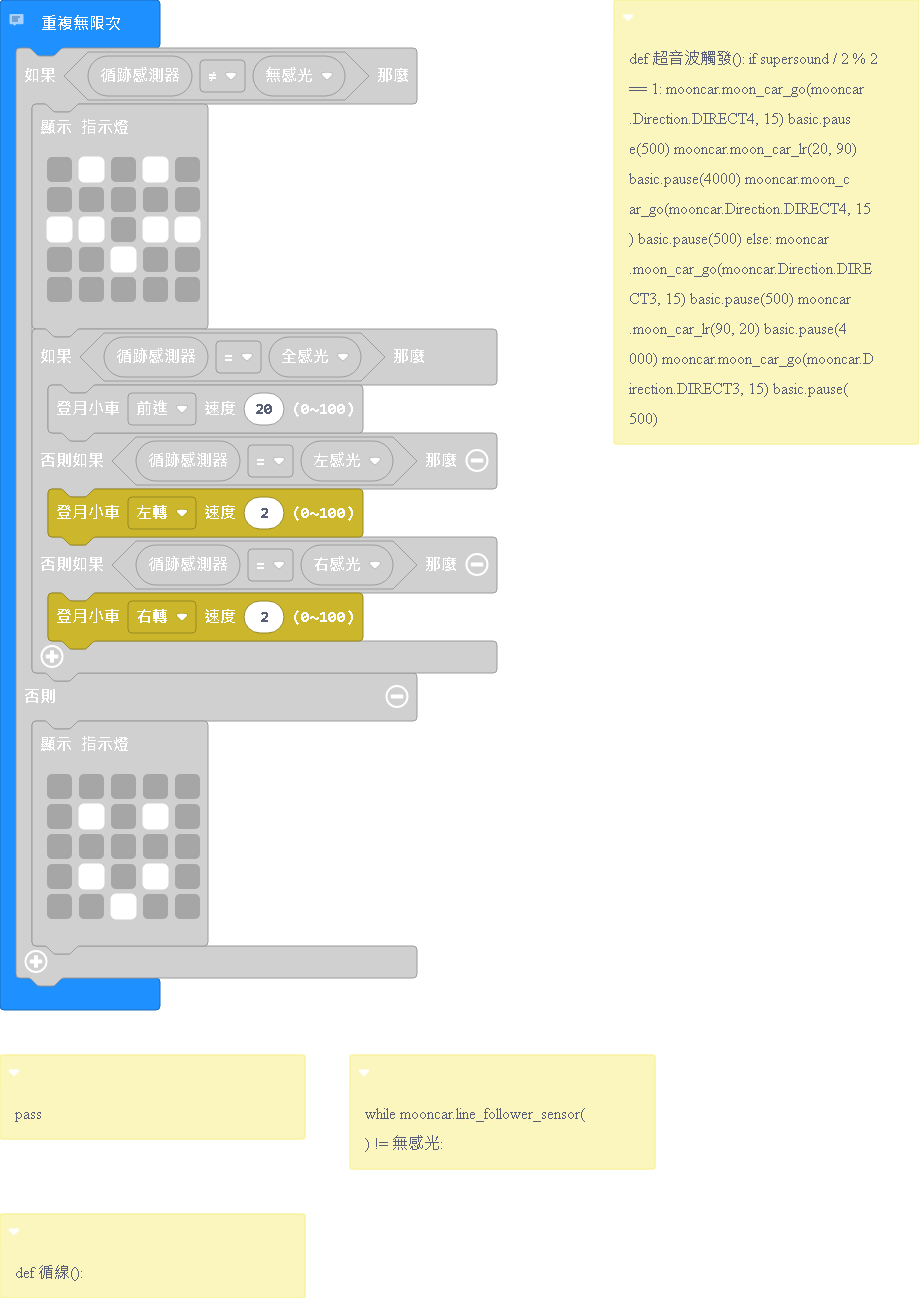 重複無限次
如果 循跡感測器 ≠ 無感光 那麼
顯示 指示燈
如果 循跡感測器 = 全感光 那麼
登月小車 前進 速度 20 (0~100)
否則如果 循跡感測器 = 左感光 那麼
登月小車 左轉 速度 2 (0~100)
否則如果 循跡感測器 = 右感光 那麼
登月小車 右轉 速度 2 (0~100)
否則
顯示 指示燈
def 超音波觸發(): if supersound / 2 % 2
== 1: mooncar.moon_car_go(mooncar
.Direction.DIRECT4, 15) basic.paus
e(500) mooncar.moon_car_lr(20, 90)
basic.pause(4000) mooncar.moon_c
ar_go(mooncar.Direction.DIRECT4, 15
) basic.pause(500) else: mooncar
.moon_car_go(mooncar.Direction.DIRE
CT3, 15) basic.pause(500) mooncar
.moon_car_lr(90, 20) basic.pause(4
000) mooncar.moon_car_go(mooncar.D
irection.DIRECT3, 15) basic.pause(
500)
pass
while mooncar.line_follower_sensor(
) != 無感光:
def 循線():